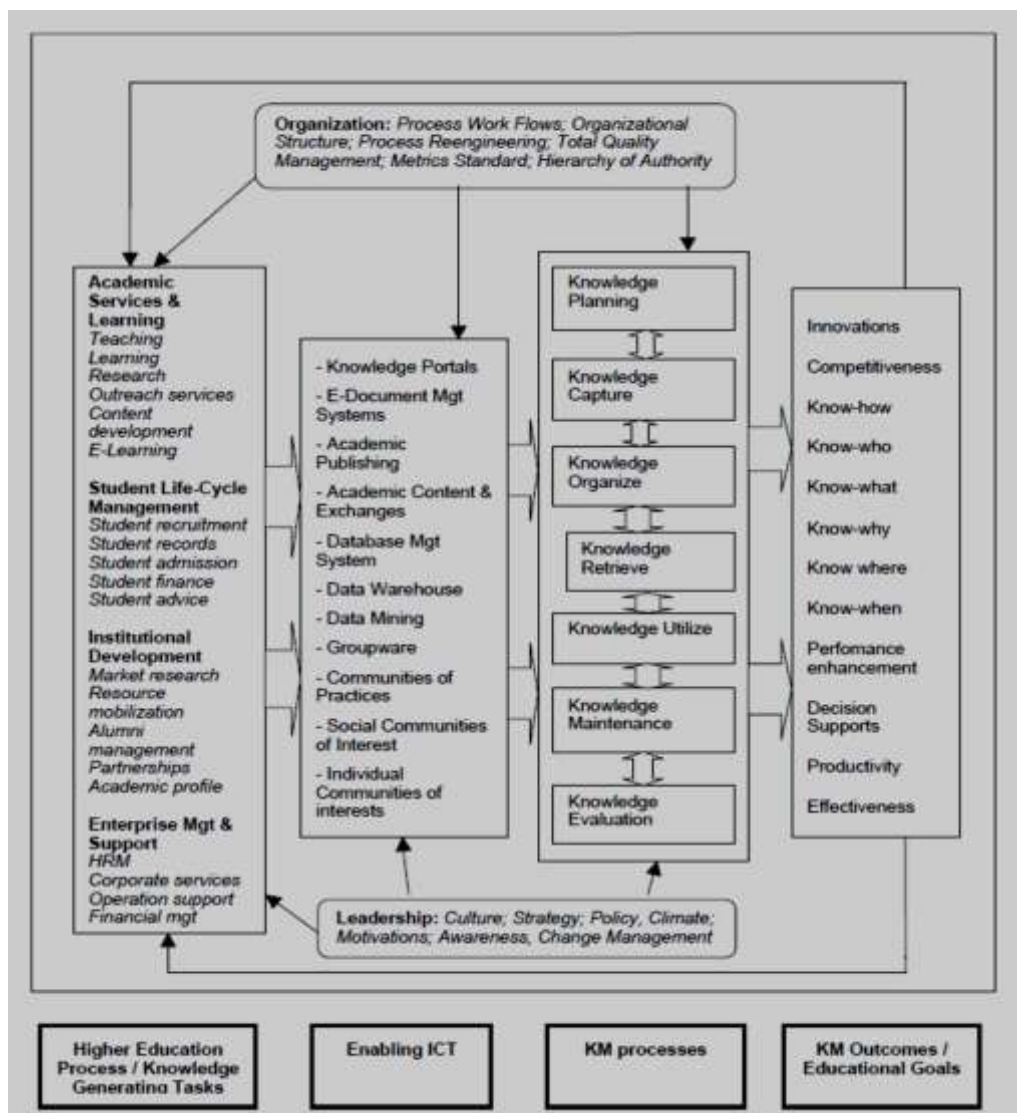 Organization: Process Work Flows; Organizational
Structure; Process Reengineering; Total Quality
Management; Metrics Standard; Hierarchy of Authority
Academic
Services &
Learning
Teaching
Learning
Research
Outreach services
Content
development
E-Learning
Student Life-Cycle
Management
Student recruitment
Student records
Student admission
Student finance
Student advice
Institutional
Development
Market research
Resource
mobilization
Alumni
management
Partnerships
Academic profile
Enterprise Mgt &
Support
HRM
Corporate services
Operation support
Financial mgt
- Knowledge Portals
- E-Document Mgt
Systems
- Academic
Publishing
- Academic Content &
Exchanges
- Database Mgt
System
- Data Warehouse
- Data Mining
- Groupware
- Communities of
Practices
- Social Communities
of Interest
- Individual
Communities of
interests
Knowledge
Planning
Knowledge
Capture
Knowledge
Organize
Knowledge
Retrieve
Knowledge Utilize
Knowledge
Maintenance
Knowledge
Evaluation
Innovations
Competitiveness
Know-how
Know-who
Know-what
Know-why
Know where
Know-when
Perfomance
enhancement
Decision
Supports
Productivity
Effectiveness
Leadership: Culture; Strategy; Policy, Climate;
Motivations; Awareness, Change Management
Higher Education
Process / Knowledge
Generating Tasks
Enabling ICT
KM processes
KM Outcomes /
Educational Goals